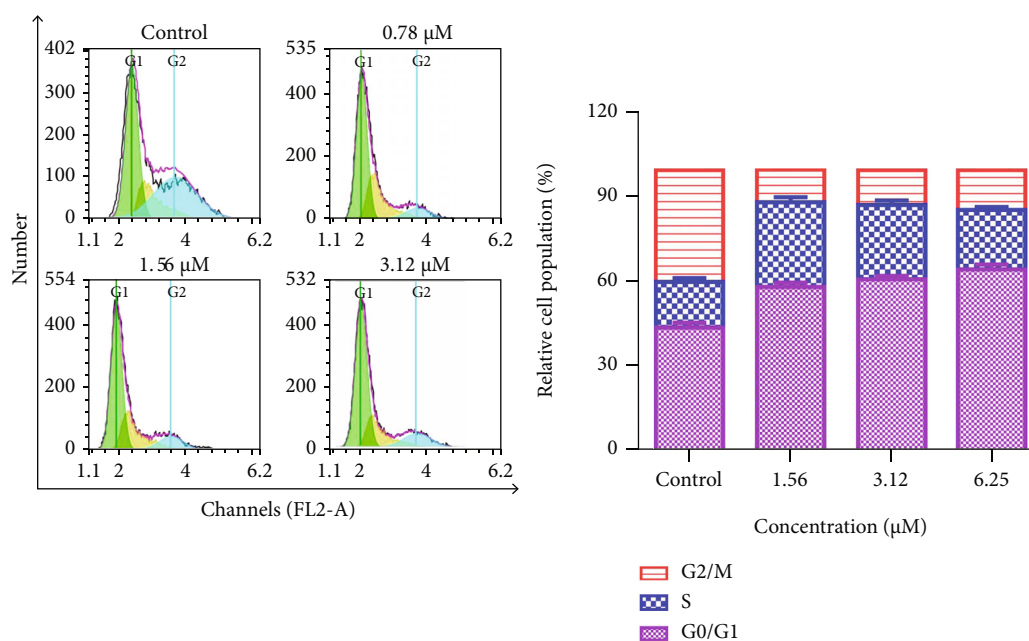 Control
0.78 μM
402
300
200
100
0
G1
G2
1.1 2 4 6.2
535
400
200
0
G1
G2
1.1 2 4 6.2
1.56 μM
3.12 μM
554
400
200
0
G1
G2
1.1 2 4 6.2
532
400
200
0
G1
G2
1.1 2 4 6.2
Number
Channels (FL2-A)
Relative cell population (%)
120
90
60
30
0
Control 1.56 3.12 6.25
Concentration (μM)
G2/M
S
G0/G1